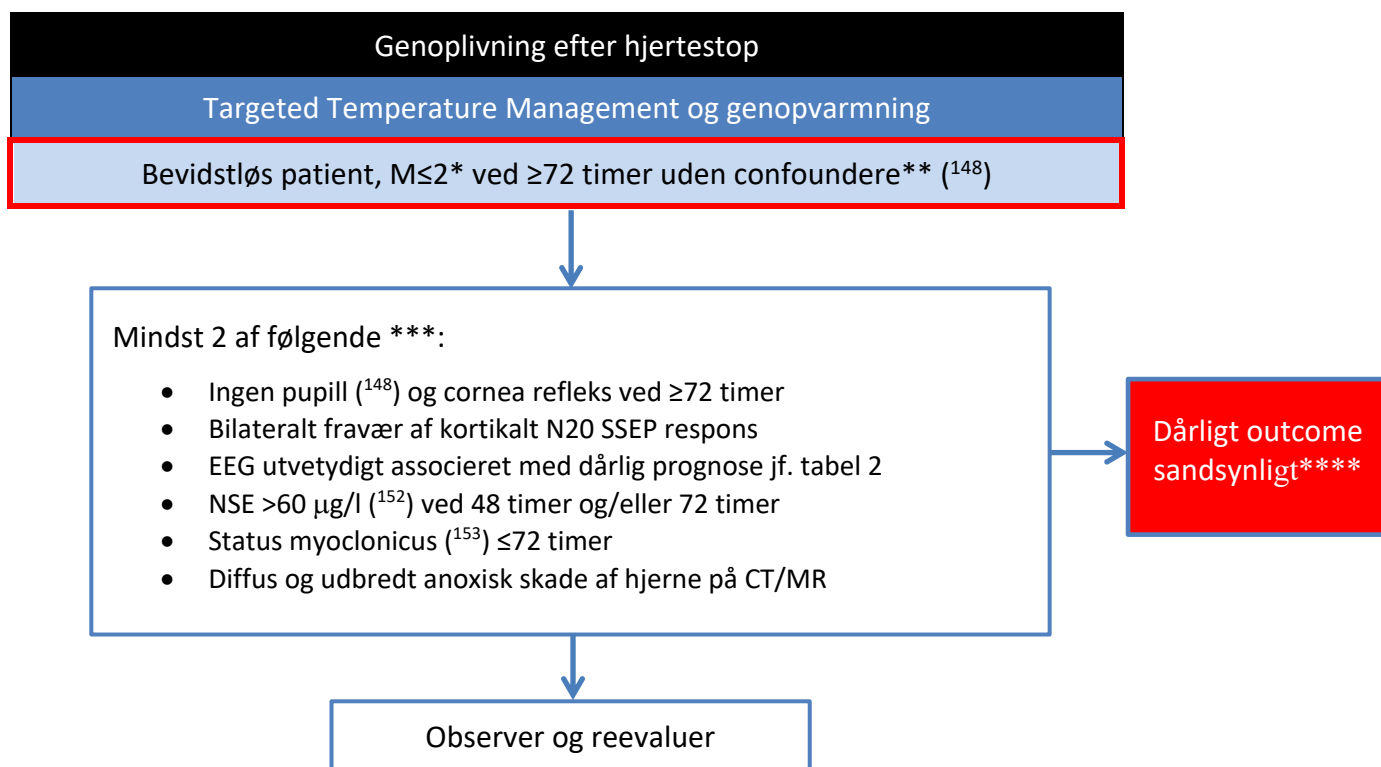 Genoplivning efter hjertestop
Targeted Temperature Management og genopvarmning
Bevidstløs patient, M≤2* ved ≥72 timer uden confoundere** (148)
Mindst 2 af følgende ***:
• Ingen pupill (148) og cornea refleks ved ≥72 timer
• Bilateralt fravær af kortikalt N20 SSEP respons
• EEG utvetydigt associeret med dårlig prognose jf. tabel 2
• NSE >60 μg/l (152) ved 48 timer og/eller 72 timer
• Status myoclonicus (153) ≤72 timer
• Diffus og udbredt anoxisk skade af hjerne på CT/MR
Dårligt outcome
sandsynligt****
Observer og reevaluer